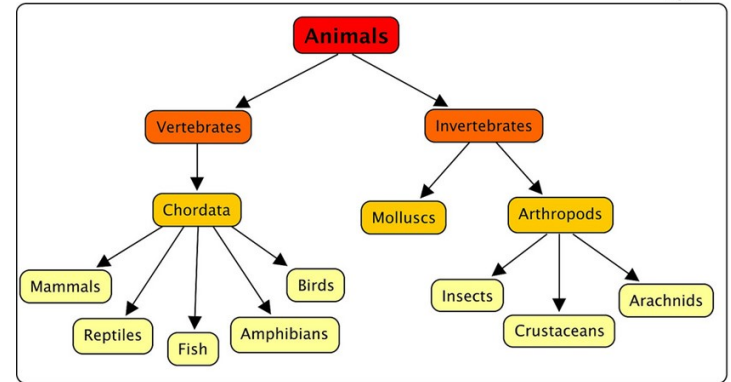 Animals
Vertebrates
Invertebrates
Chordata
Molluscs
Arthropods
Mammals
Reptiles
Fish
Amphibians
Birds
Insects
Crustaceans
Arachnids